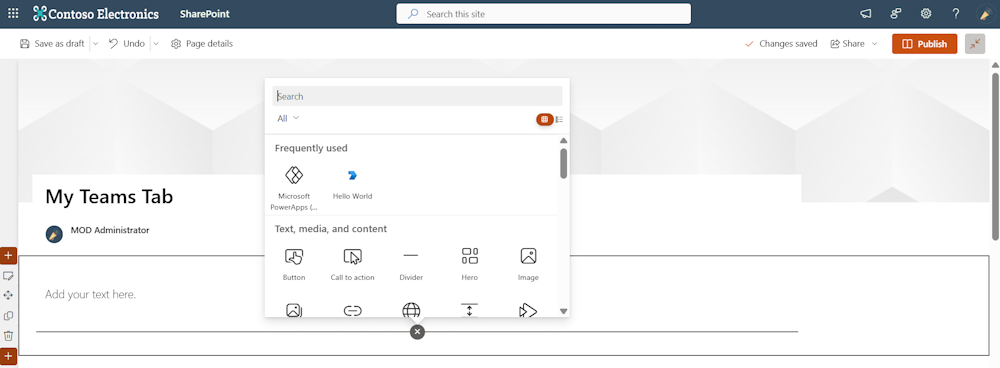 Contoso Electronics SharePoint Search this site
Save as draft Undo Page details Changes saved Share Publish
Search
All
Frequently used
Microsoft PowerApps (...
Hello World
Text, media, and content
Button Call to action Divider Hero Image
My Teams Tab
MOD Administrator
Add your text here.